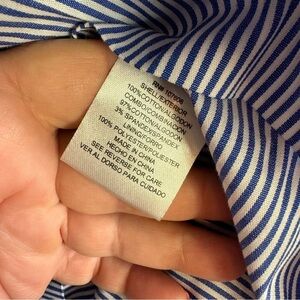 SHELL/EXTERIOR
100%COTTON/ALGODON
COMBO/COMBINACION
97%COTTON/ALGODON
3% SPANDEX/SPANDEX
LINING/FORRO
100% POLYESTER/POLIESTER
MADE IN CHINA
HECHO EN CHINA
SEE REVERSE FOR CARE
VER AL DORSO PARA CUIDADO